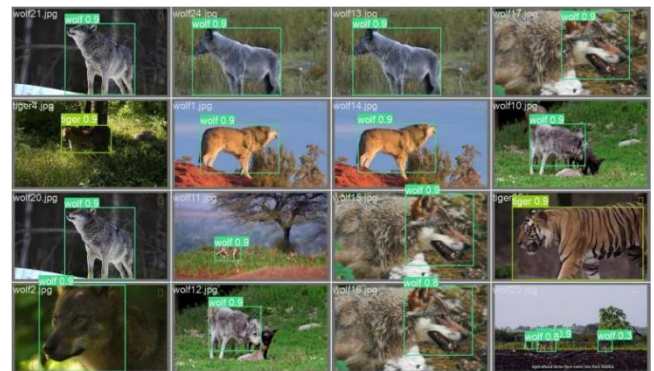 wolf21.jpg
wolf 0.9
wolf24.jpg
wolf 0.9
wolf13.jpg
wolf 0.9
wolf17.jpg
wolf 0.9
tiger4.jpg
tiger 0.9
wolf1.jpg
wolf 0.9
wolf14.jpg
wolf 0.9
wolf10.jpg
wolf 0.9
wolf20.jpg
wolf 0.9
wolf11.jpg
wolf 0.9
wolf 0.9
tiger 0.9
wolf2.jpg
wolf 0.9
wolf12.jpg
wolf 0.9
wolf16.jpg
wolf 0.8
wolf 0.8
wolf 0.3